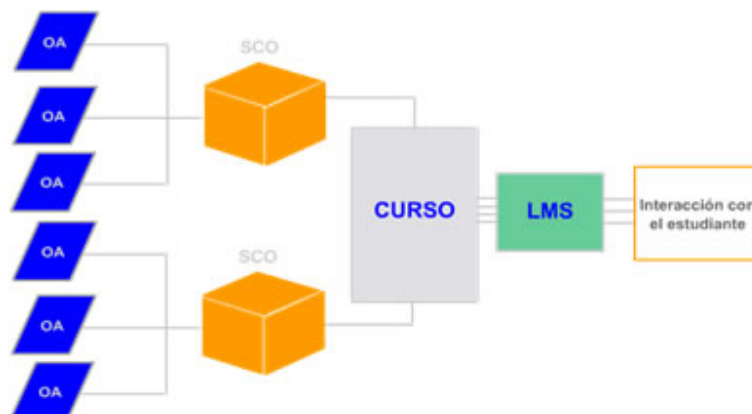 OA
SCO
OA
OA
CURSO
LMS
Interacción con
el estudiante
OA
SCO
OA
OA